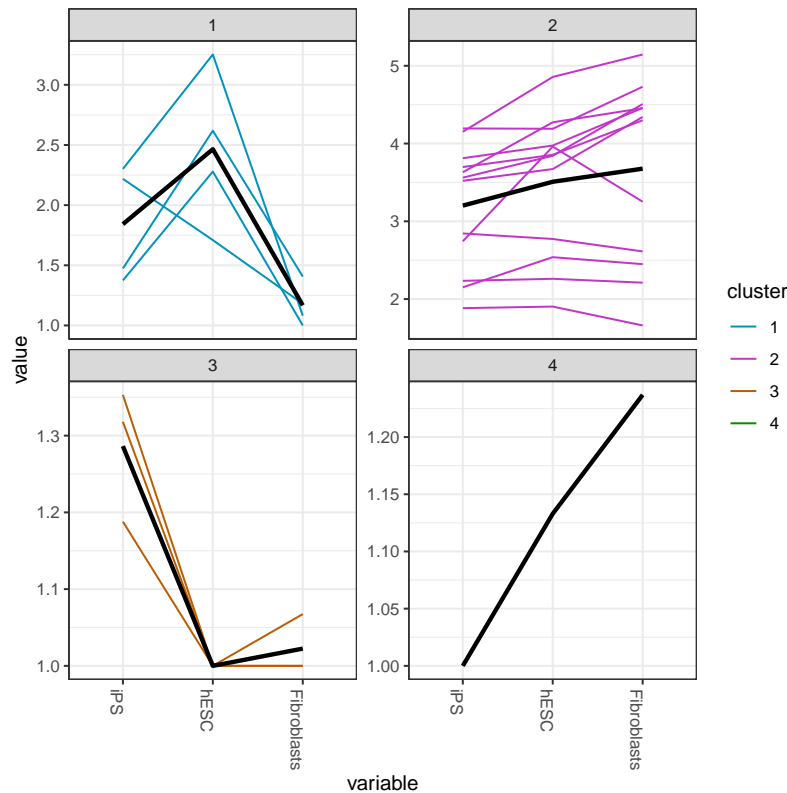 1
2
3.0
2.5
2.0
1.5
1.0
5
4
3
2
value
3
4
1.3
1.2
1.1
1.0
1.20
1.15
1.10
1.05
1.00
iPS
hESC
Fibroblasts
iPS
hESC
Fibroblasts
variable
cluster
1
2
3
4